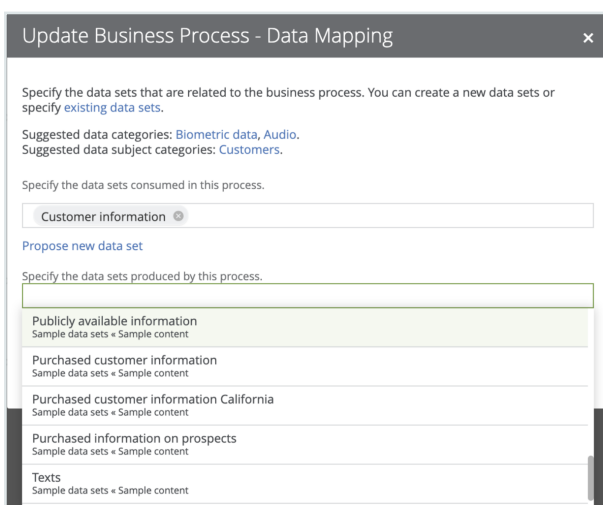 Update Business Process - Data Mapping
Specify the data sets that are related to the business process. You can create a new data sets or
specify existing data sets.
Suggested data categories: Biometric data, Audio.
Suggested data subject categories: Customers.
Specify the data sets consumed in this process.
Customer information
Propose new data set
Specify the data sets produced by this process.
Publicly available information
Sample data sets « Sample content
Purchased customer information
Sample data sets « Sample content
Purchased customer information California
Sample data sets « Sample content
Purchased information on prospects
Sample data sets « Sample content
Texts
Sample data sets « Sample content